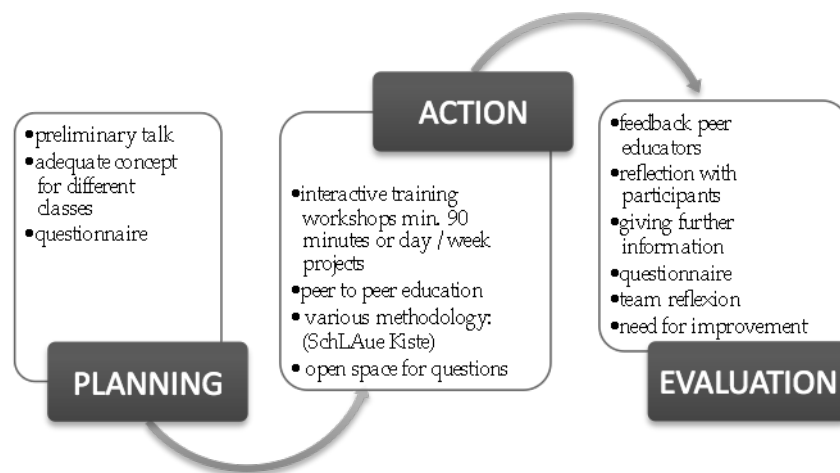 •preliminary talk
•adequate concept
for different
classes
•questionnaire
PLANNING
ACTION
•interactive training
workshops min. 90
minutes or day / week
projects
•peer to peer education
• various methodology:
(SchLAue Kiste)
• open space for questions
•feedback peer
educators
•reflection with
participants
•giving further
information
•questionnaire
•team reflexion
•need for improvement
EVALUATION